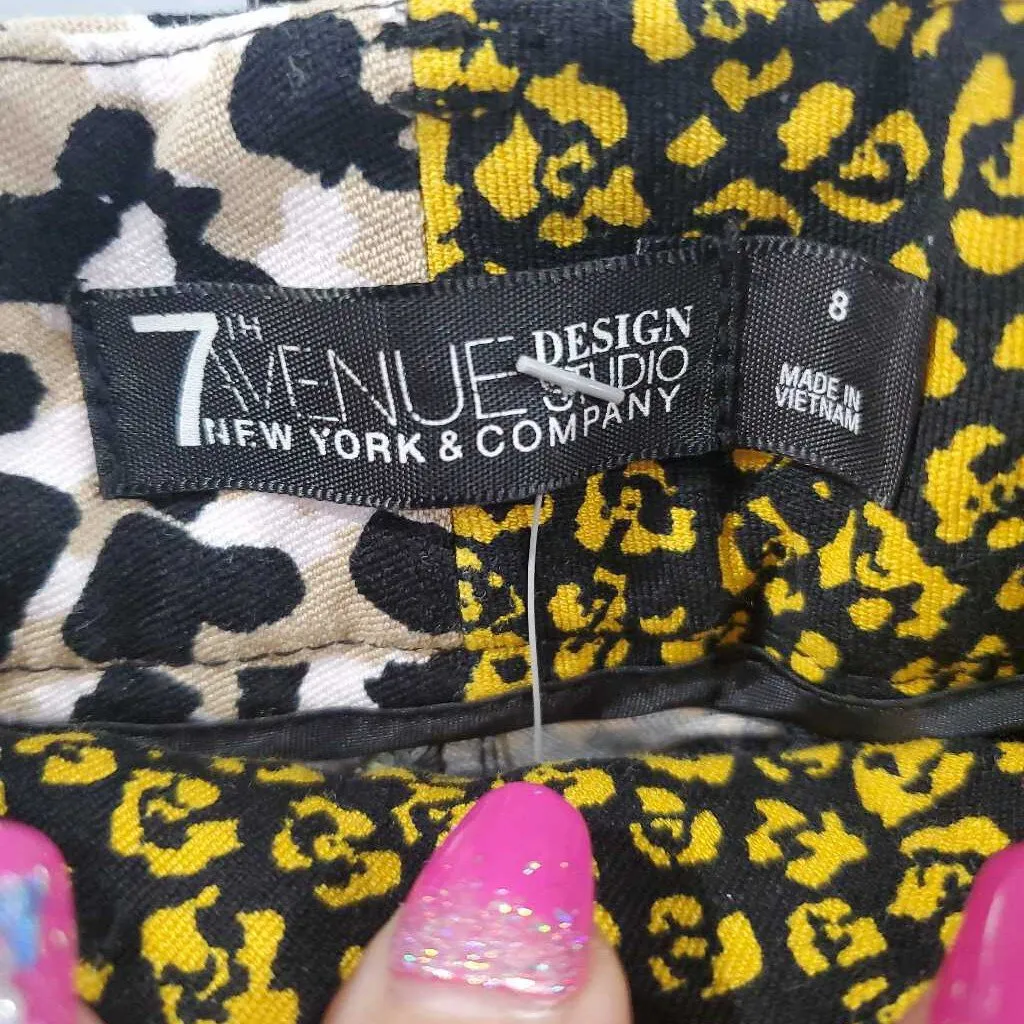 7TH AVENUE DESIGN STUDIO
NEW YORK & COMPANY
8
MADE IN
VIETNAM